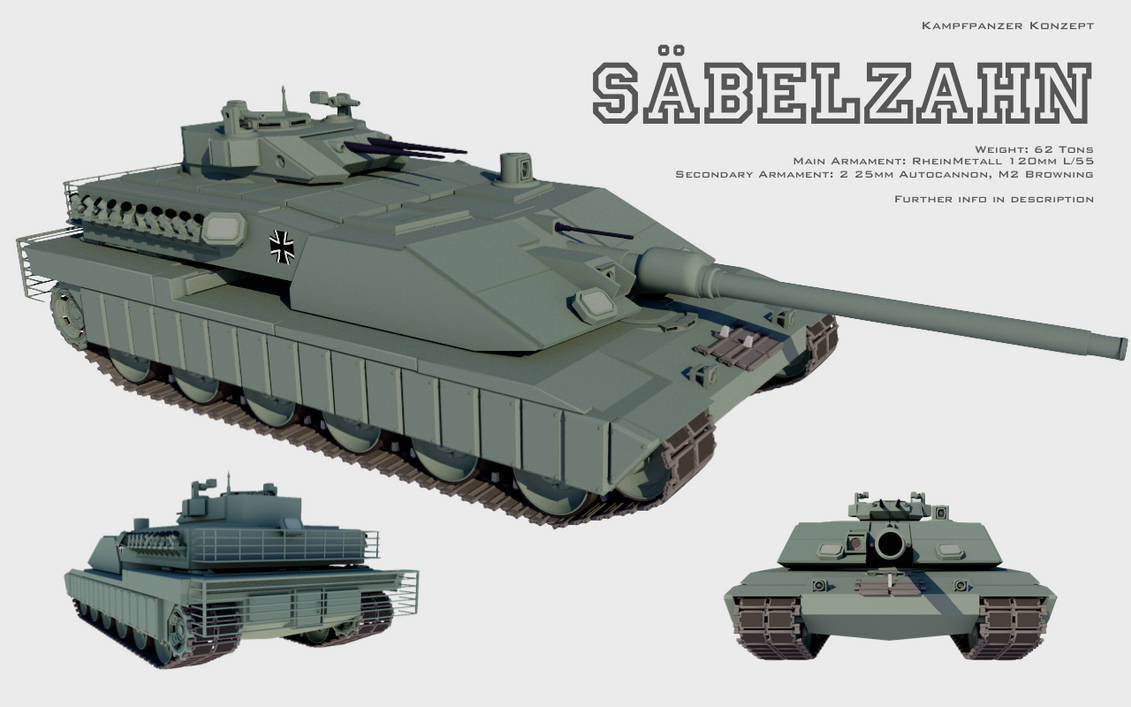 Kampfpanzer Konzept
SÄBELZAHN
Weight: 62 Tons
Main Armament: RheinMetall 120mm L/55
Secondary Armament: 2 25mm Autocannon, M2 Browning
Further info in description